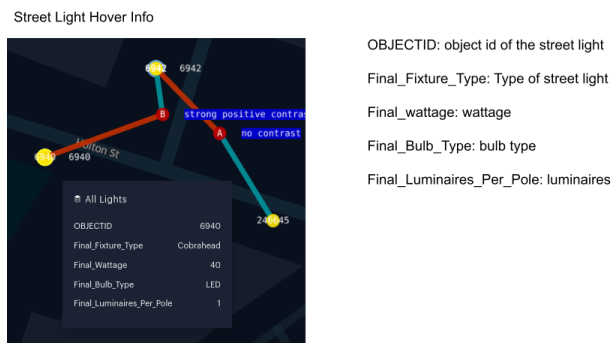 Street Light Hover Info
6942 6942
B strong positive contras
A no contrast
Holton St
6940 6940
246645
All Lights
OBJECTID 6940
Final_Fixture_Type Cobrahead
Final_Wattage 40
Final_Bulb_Type LED
Final_Luminaires_Per_Pole 1
OBJECTID: object id of the street light
Final_Fixture_Type: Type of street light
Final_wattage: wattage
Final_Bulb_Type: bulb type
Final_Luminaires_Per_Pole: luminaires